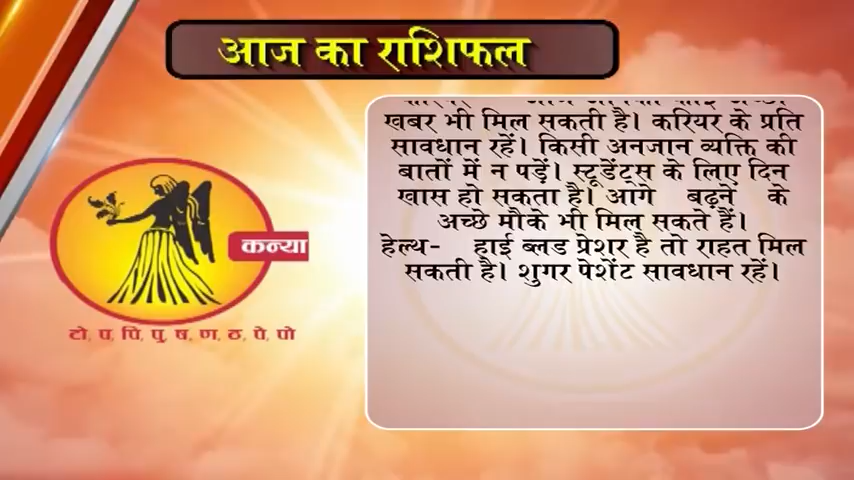 आज का राशिफल
खबर भी मिल सकती है। करियर के प्रति
सावधान रहें। किसी अनजान व्यक्ति की
बातों में न पड़ें। स्टूडेंट्स के लिए दिन
खास हो सकता है। आगे बढ़नें के
अच्छे मौके भी मिल सकते हैं।
हेल्थ- हाई ब्लड प्रेशर है तो राहत मिल
सकती है। शुगर पेशेंट सावधान रहें।
कन्या
टो, प, पि, पु, ष, ण, ठ, पे, पो